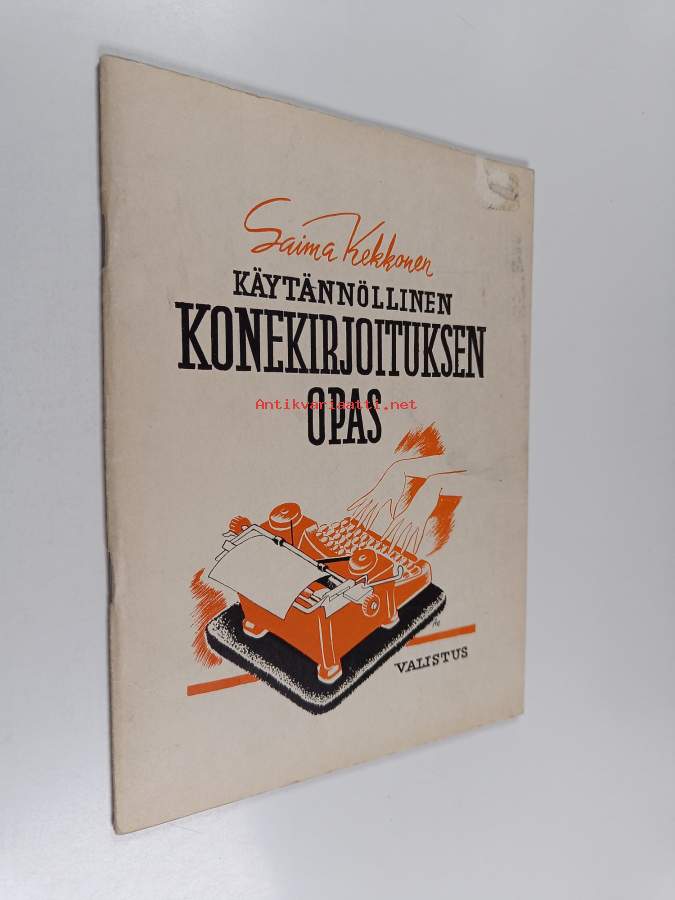 Saima Kekkonen
KÄYTÄNNÖLLINEN
KONEKIRJOITUKSEN
Antikvariaatti.net
OPAS
VALISTUS